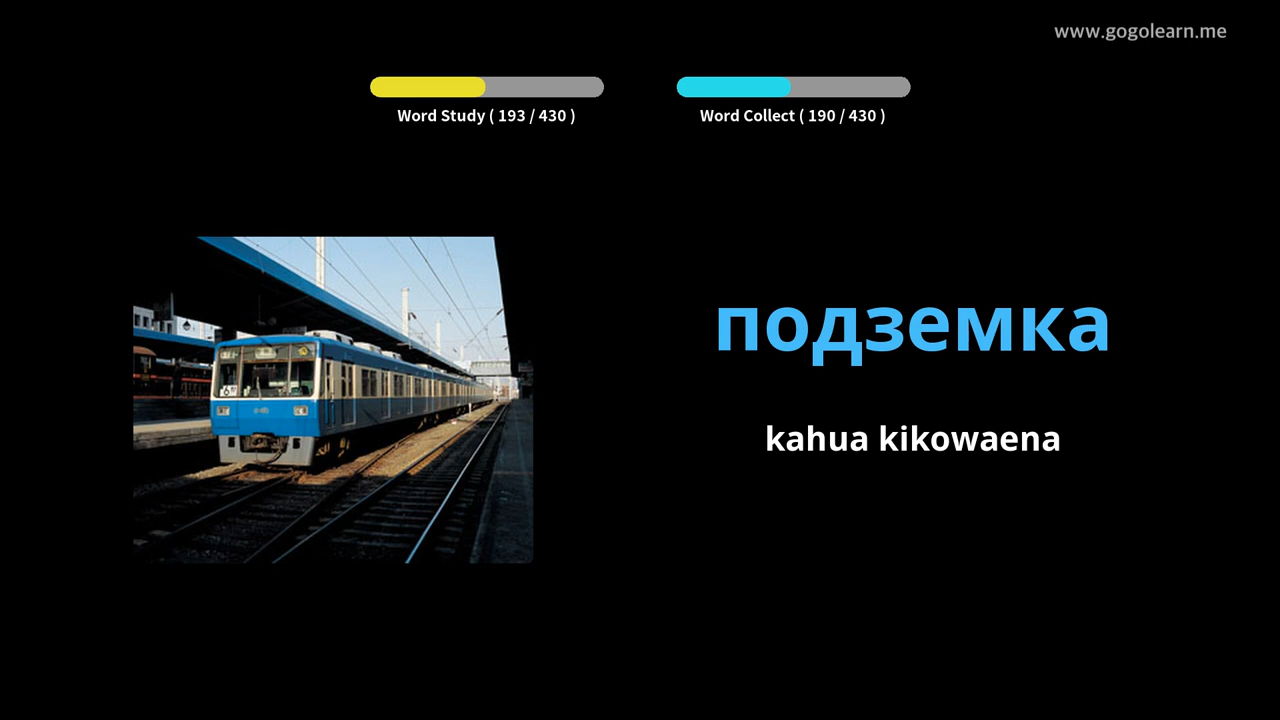 www.gogolearn.me
Word Study ( 193 / 430 )
Word Collect ( 190 / 430 )
подземка
kahua kikowaena